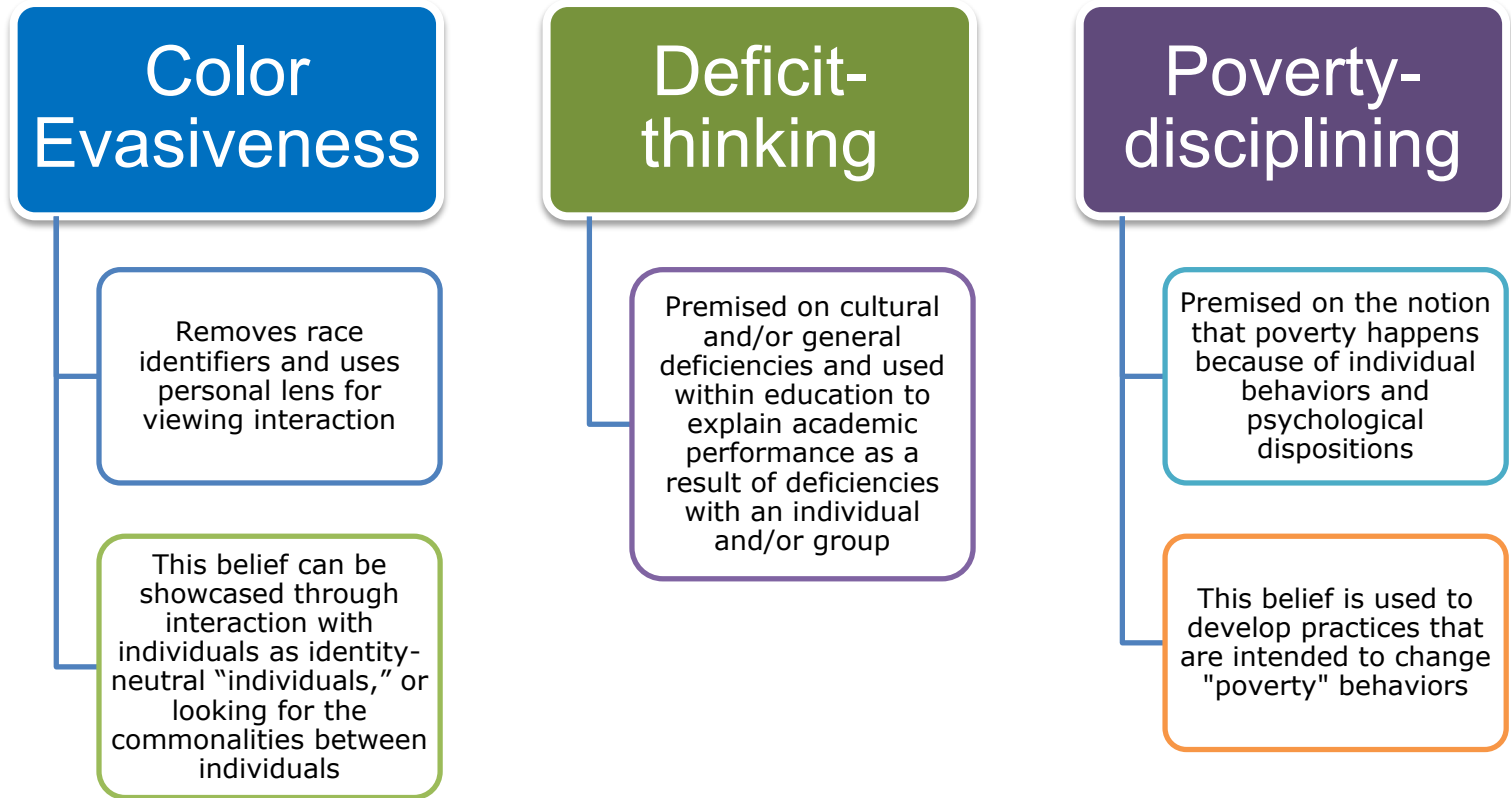 Color
Evasiveness
Removes race
identifiers and uses
personal lens for
viewing interaction
This belief can be
showcased through
interaction with
individuals as identity-
neutral “individuals,” or
looking for the
commonalities between
individuals
Deficit-
thinking
Premised on cultural
and/or general
deficiencies and used
within education to
explain academic
performance as a
result of deficiencies
with an individual
and/or group
Poverty-
disciplining
Premised on the notion
that poverty happens
because of individual
behaviors and
psychological
dispositions
This belief is used to
develop practices that
are intended to change
"poverty" behaviors